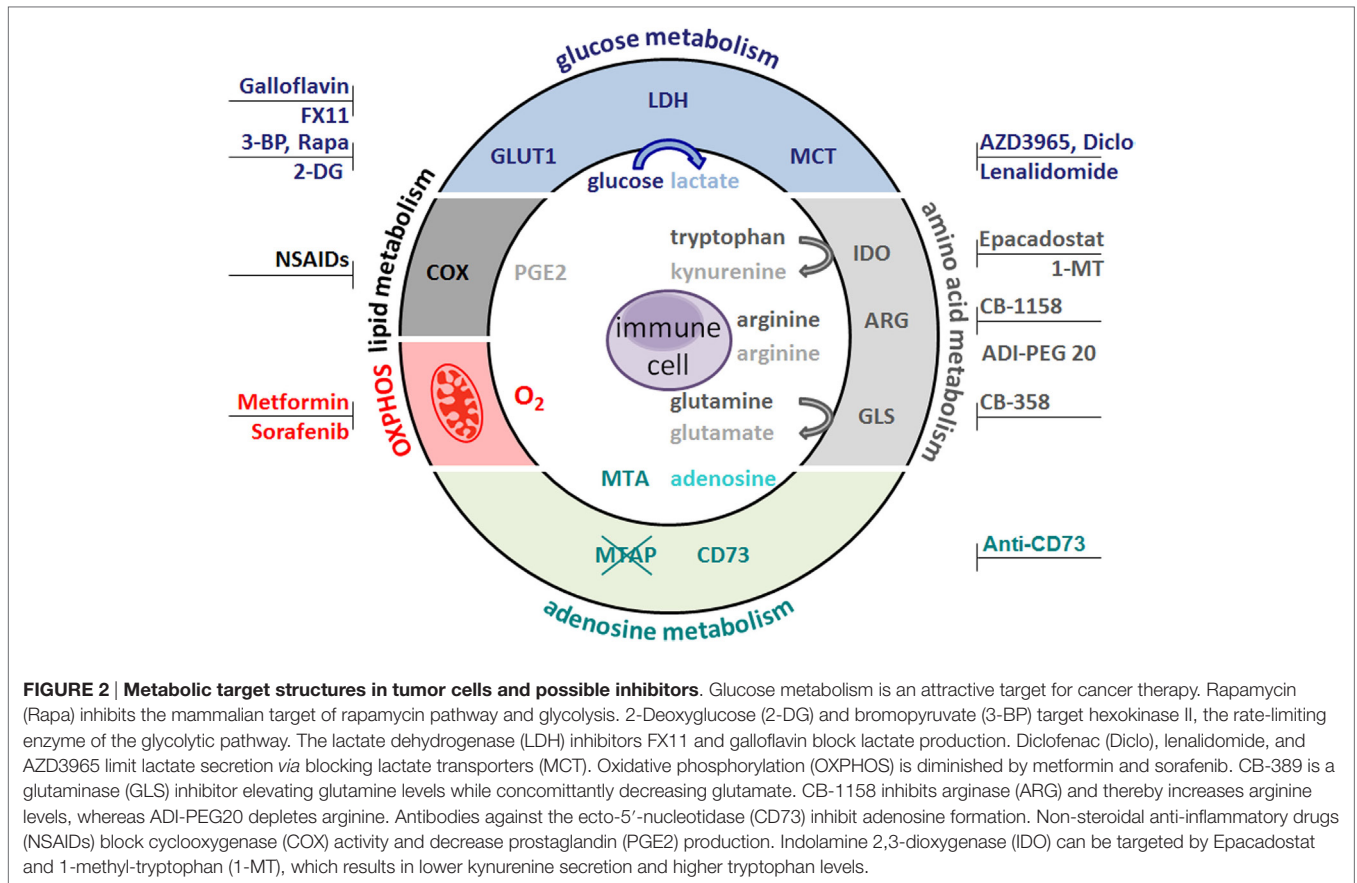 glucose metabolism
Galloflavin
FX11
3-BP, Rapa
2-DG
LDH
GLUT1
MCT
glucose lactate
AZD3965, Diclo
Lenalidomide
lipid metabolism
NSAIDs
COX
PGE2
tryptophan
kynurenine
IDO
amino acid metabolism
Epacadostat
1-MT
immune
cell
arginine
arginine
ARG
CB-1158
ADI-PEG 20
OXPHOS
Metformin
Sorafenib
O2
glutamine
glutamate
GLS
CB-358
MTA adenosine
MTAP CD73
Anti-CD73
adenosine metabolism
FIGURE 2 | Metabolic target structures in tumor cells and possible inhibitors. Glucose metabolism is an attractive target for cancer therapy. Rapamycin
(Rapa) inhibits the mammalian target of rapamycin pathway and glycolysis. 2-Deoxyglucose (2-DG) and bromopyruvate (3-BP) target hexokinase II, the rate-limiting
enzyme of the glycolytic pathway. The lactate dehydrogenase (LDH) inhibitors FX11 and galloflavin block lactate production. Diclofenac (Diclo), lenalidomide, and
AZD3965 limit lactate secretion via blocking lactate transporters (MCT). Oxidative phosphorylation (OXPHOS) is diminished by metformin and sorafenib. CB-389 is a
glutaminase (GLS) inhibitor elevating glutamine levels while concomittantly decreasing glutamate. CB-1158 inhibits arginase (ARG) and thereby increases arginine
levels, whereas ADI-PEG20 depletes arginine. Antibodies against the ecto-5′-nucleotidase (CD73) inhibit adenosine formation. Non-steroidal anti-inflammatory drugs
(NSAIDs) block cyclooxygenase (COX) activity and decrease prostaglandin (PGE2) production. Indolamine 2,3-dioxygenase (IDO) can be targeted by Epacadostat
and 1-methyl-tryptophan (1-MT), which results in lower kynurenine secretion and higher tryptophan levels.